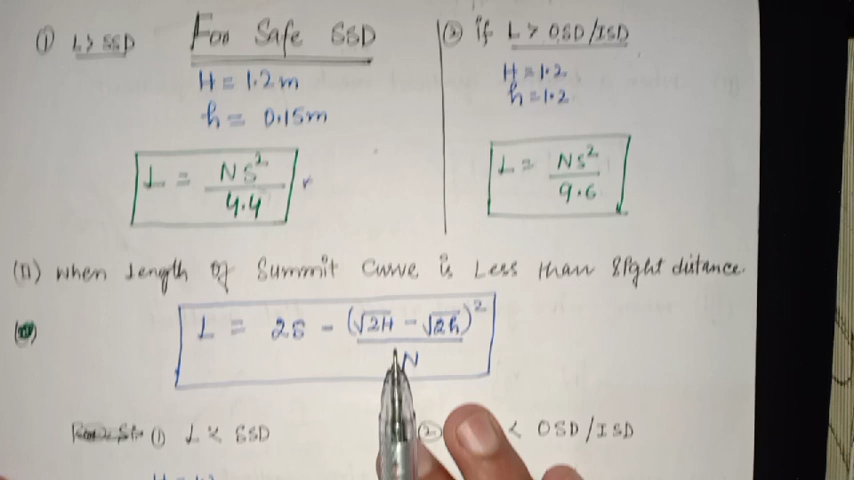 ① L > SSD
For Safe SSD
H = 1.2 m
h = 0.15m
L = NS²/4.4
② if L > OSD/ISD
H = 1.2
h = 1.2
L = NS²/9.6
(II) when Length of Summit Curve is Less than Sight distance.
L = 2S - (√2H - √2h)²/N
① L < SSD
② < OSD/ISD